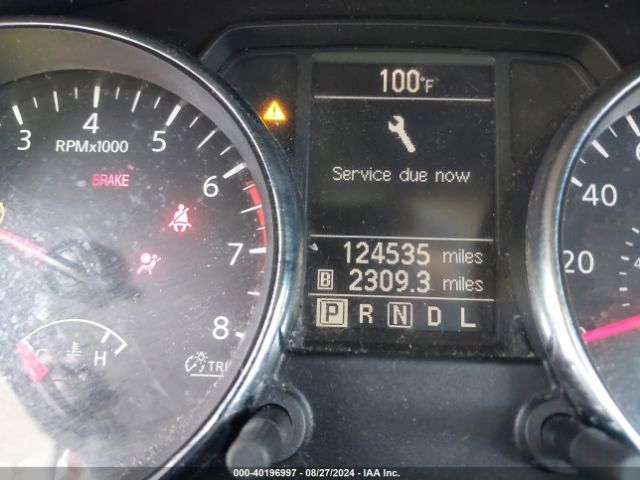 100°F
Service due now
124535 miles
B 2309.3 miles
P R N D L
3 4 5 6 7 8
RPMx1000
BRAKE
H
40
20
000-40196997 - 08/27/2024 - IAA Inc.